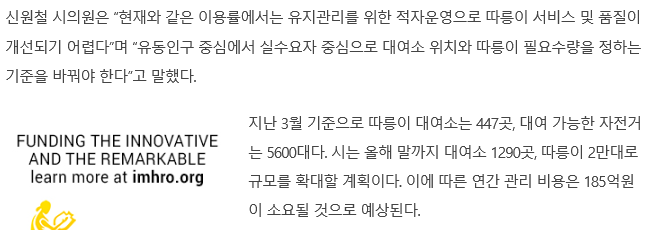 신원철 시의원은 “현재와 같은 이용률에서는 유지관리를 위한 적자운영으로 따릉이 서비스 및 품질이
개선되기 어렵다”며 “유동인구 중심에서 실수요자 중심으로 대여소 위치와 따릉이 필요수량을 정하는
기준을 바꿔야 한다”고 말했다.
FUNDING THE INNOVATIVE
AND THE REMARKABLE
learn more at imhro.org
지난 3월 기준으로 따릉이 대여소는 447곳, 대여 가능한 자전거
는 5600대다. 시는 올해 말까지 대여소 1290곳, 따릉이 2만대로
규모를 확대할 계획이다. 이에 따른 연간 관리 비용은 185억원
이 소요될 것으로 예상된다.